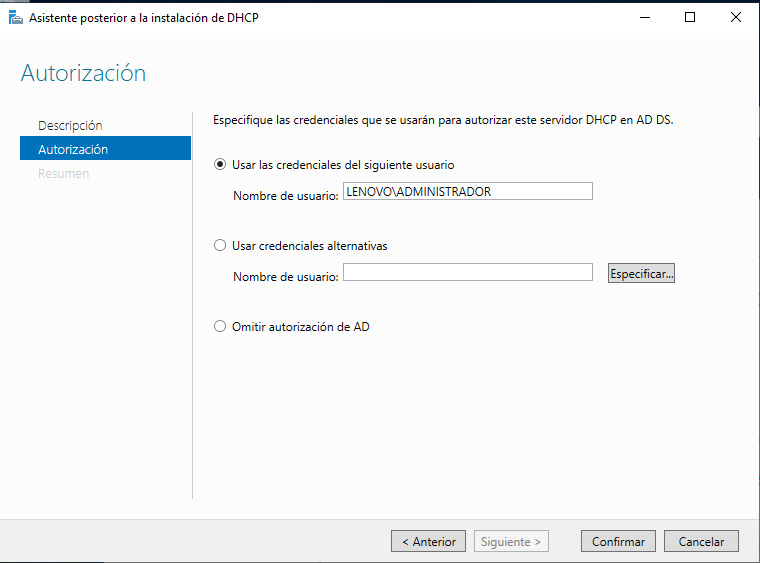 Asistente posterior a la instalación de DHCP
Autorización
Descripción
Autorización
Resumen
Especifique las credenciales que se usarán para autorizar este servidor DHCP en AD DS.
Usar las credenciales del siguiente usuario
Nombre de usuario: LENOVO\ADMINISTRADOR
Usar credenciales alternativas
Nombre de usuario: Especificar...
Omitir autorización de AD
< Anterior Siguiente > Confirmar Cancelar